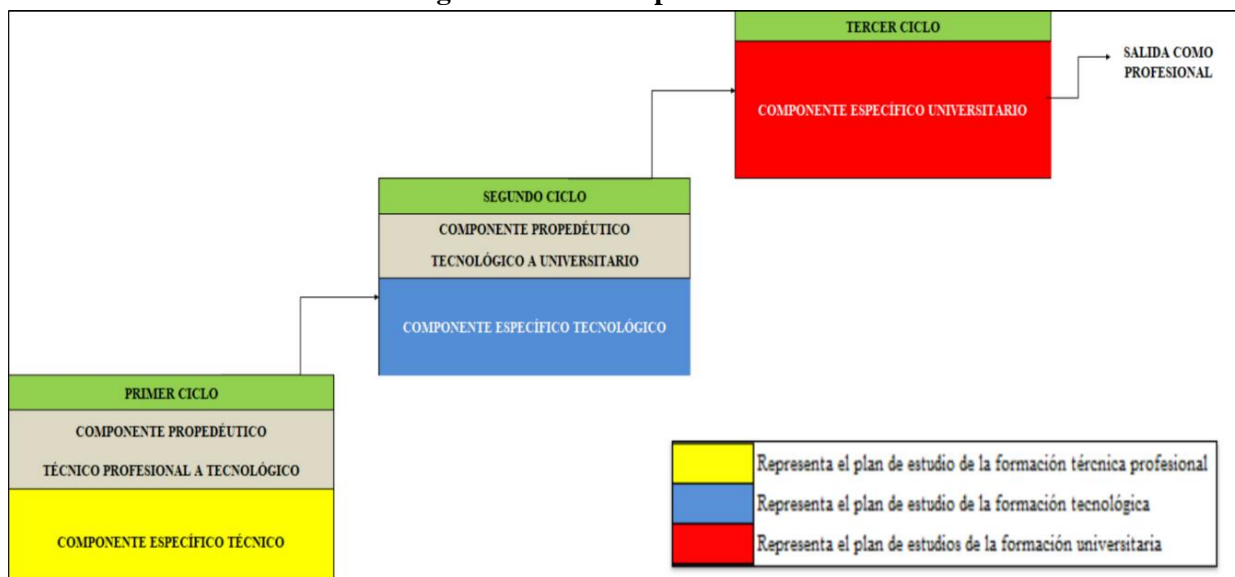 TERCER CICLO
SALIDA COMO
PROFESIONAL
COMPONENTE ESPECÍFICO UNIVERSITARIO
SEGUNDO CICLO
COMPONENTE PROPEDÉUTICO
TECNOLÓGICO A UNIVERSITARIO
COMPONENTE ESPECÍFICO TECNOLÓGICO
PRIMER CICLO
COMPONENTE PROPEDÉUTICO
TÉCNICO PROFESIONAL A TECNOLÓGICO
COMPONENTE ESPECÍFICO TÉCNICO
Representa el plan de estudio de la formación tércnica profesional
Representa el plan de estudio de la formación tecnológica
Representa el plan de estudios de la formación universitaria